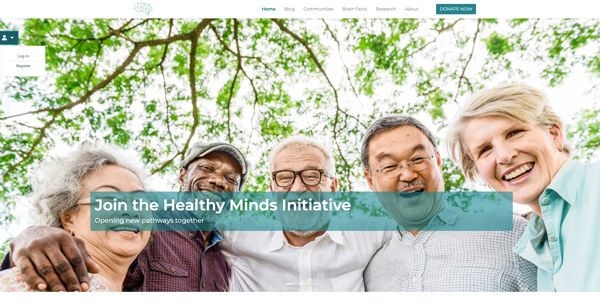 Home Blog Communities Brain Facts Research About DONATE NOW
Log In
Register
Join the Healthy Minds Initiative
Opening new pathways together